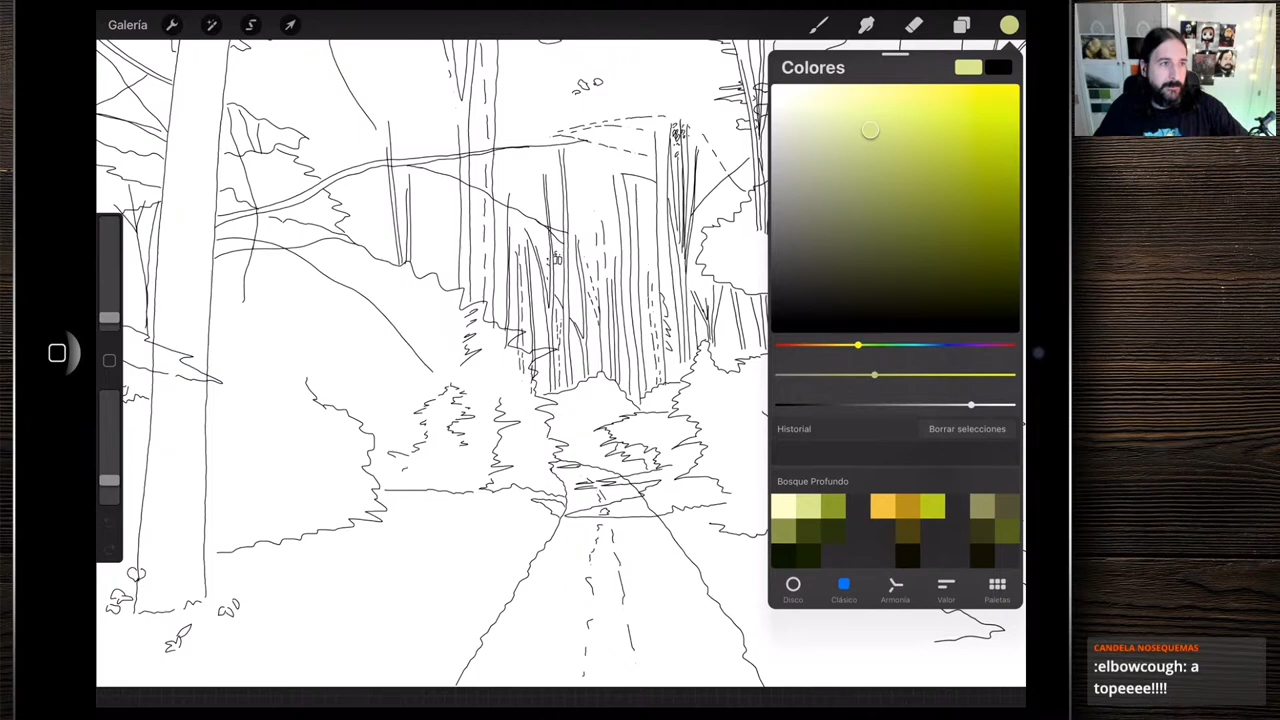 Galería
Colores
Historial
Borrar selecciones
Bosque Profundo
Disco
Clásico
Armonía
Valor
Paletas
CANDELA NOSEQUEMAS
:elbowcough: a
topeeee!!!!